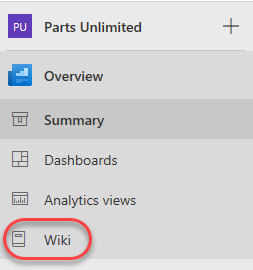 PU Parts Unlimited
Overview
Summary
Dashboards
Analytics views
Wiki